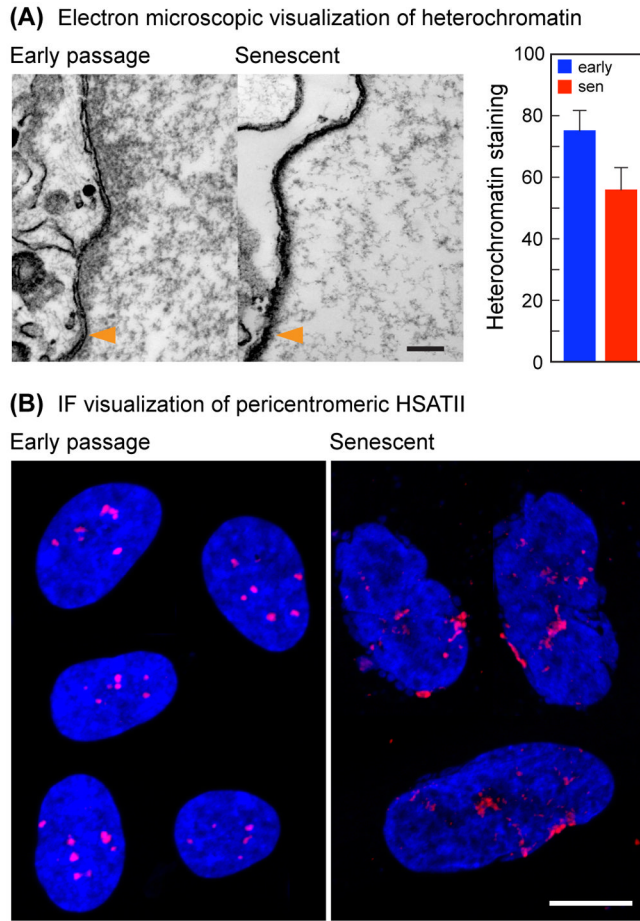 (A) Electron microscopic visualization of heterochromatin
Early passage
Senescent
100
80
60
40
20
0
Heterochromatin staining
early
sen
(B) IF visualization of pericentromeric HSATII
Early passage
Senescent